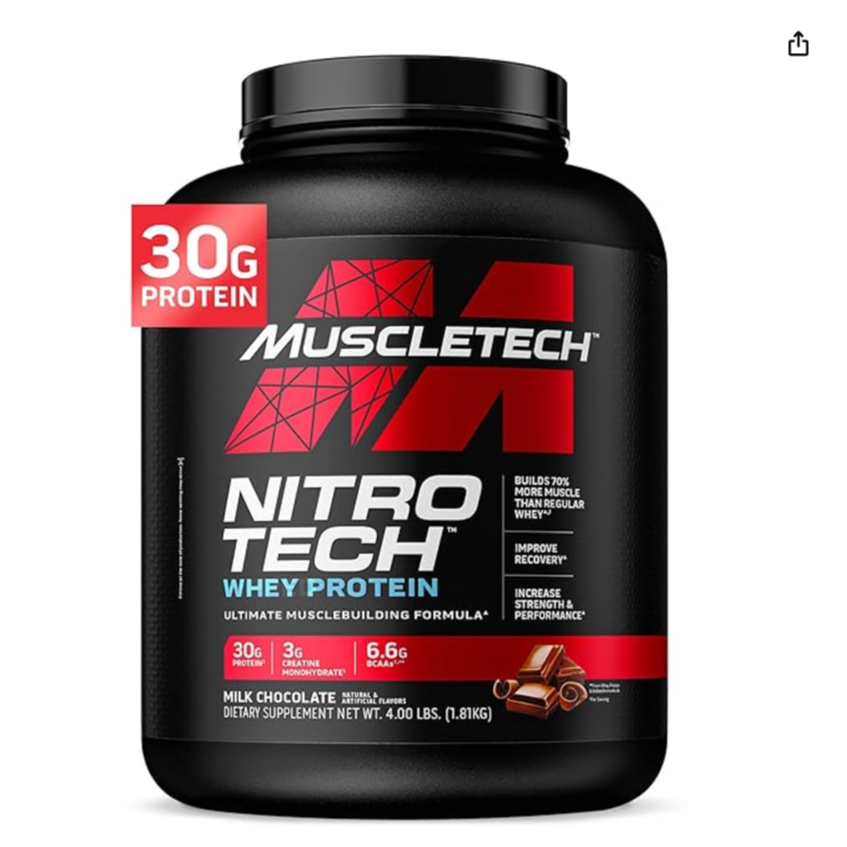 30G
PROTEIN
MUSCLETECH™
NITRO
TECH™
WHEY PROTEIN
ULTIMATE MUSCLEBUILDING FORMULA^
BUILDS 70%
MORE MUSCLE
THAN REGULAR
WHEY
IMPROVE
RECOVERY^
INCREASE
STRENGTH &
PERFORMANCE^
30G
PROTEIN
3G
CREATINE
MONOHYDRATE
6.6G
BCAAs
MILK CHOCOLATE NATURAL &
ARTIFICIAL FLAVORS
DIETARY SUPPLEMENT NET WT. 4.00 LBS. (1.81KG)